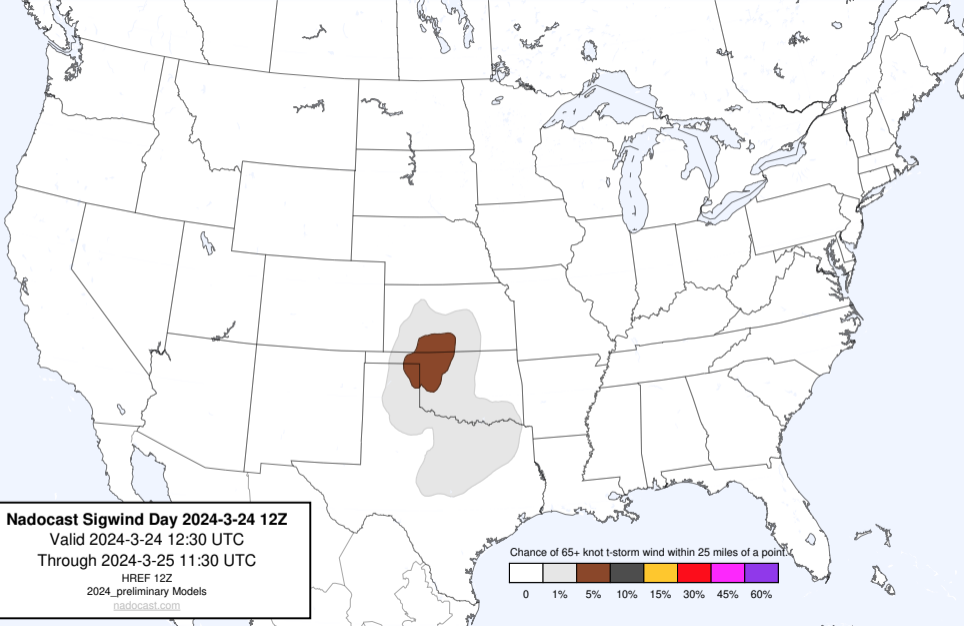 Nadocast Sigwind Day 2024-3-24 12Z
Valid 2024-3-24 12:30 UTC
Through 2024-3-25 11:30 UTC
HREF 12Z
2024_preliminary Models
nadocast.com
Chance of 65+ knot t-storm wind within 25 miles of a point.
0 1% 5% 10% 15% 30% 45% 60%